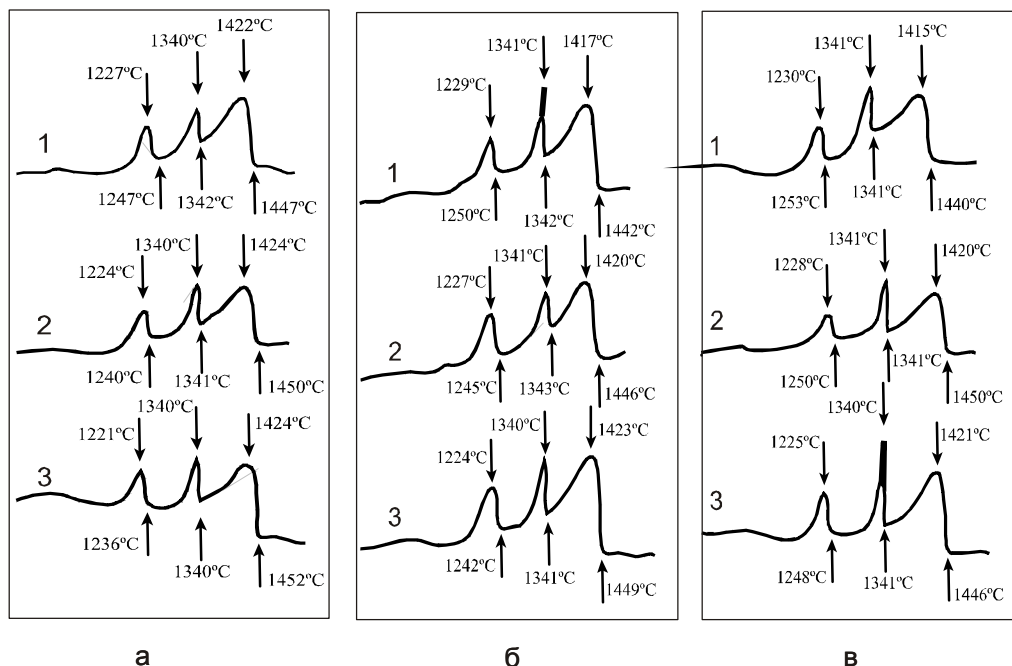 1422ºC
1340ºC
1227ºC
1
1247ºC
1342ºC
1447ºC
1340ºC
1424ºC
1224ºC
2
1240ºC
1341ºC
1450ºC
1340ºC
1424ºC
1221ºC
3
1236ºC
1340ºC
1452ºC
а
1341ºC
1417ºC
1229ºC
1
1250ºC
1342ºC
1442ºC
1341ºC
1420ºC
1227ºC
2
1245ºC
1343ºC
1446ºC
1340ºC
1423ºC
1224ºC
3
1242ºC
1341ºC
1449ºC
б
1341ºC
1415ºC
1230ºC
1
1253ºC
1341ºC
1440ºC
1341ºC
1420ºC
1228ºC
2
1250ºC
1341ºC
1450ºC
1340ºC
1421ºC
1225ºC
3
1248ºC
1341ºC
1446ºC
в